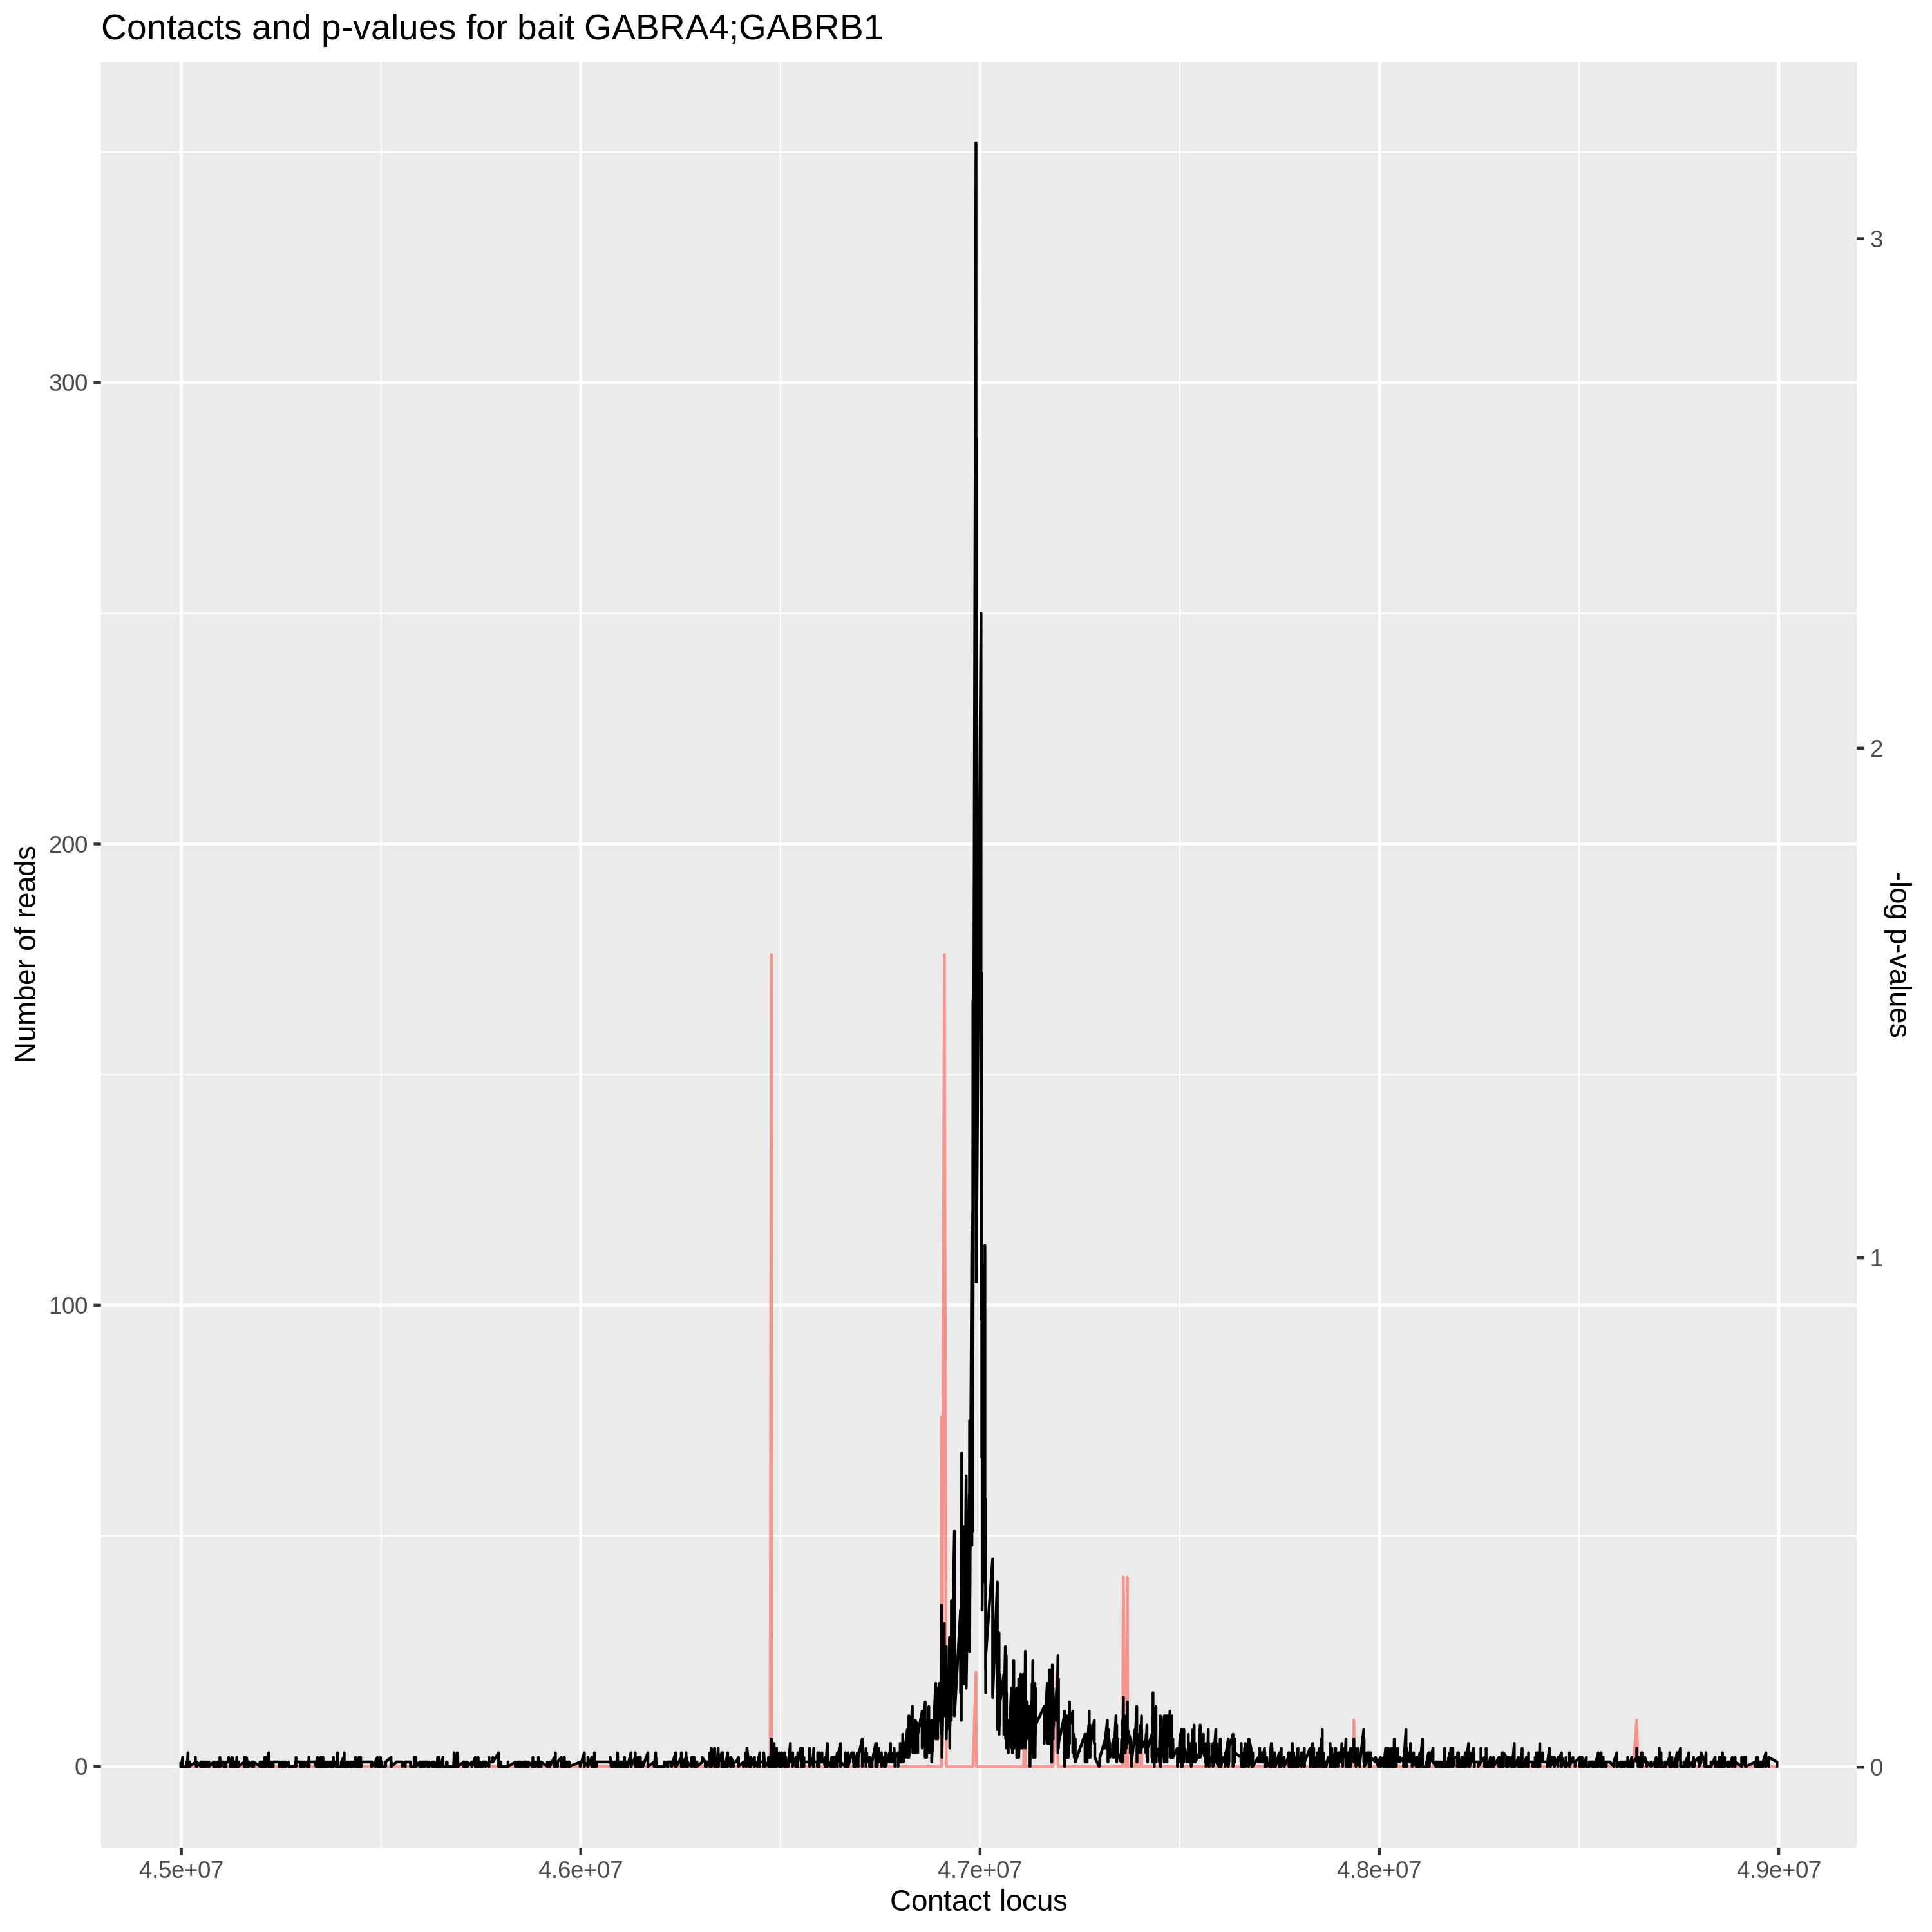 Contacts and p-values for bait GABRA4;GABRB1
Number of reads
300
200
100
0
3
2
1
0
-log p-values
4.5e+07
4.6e+07
4.7e+07
4.8e+07
4.9e+07
Contact locus